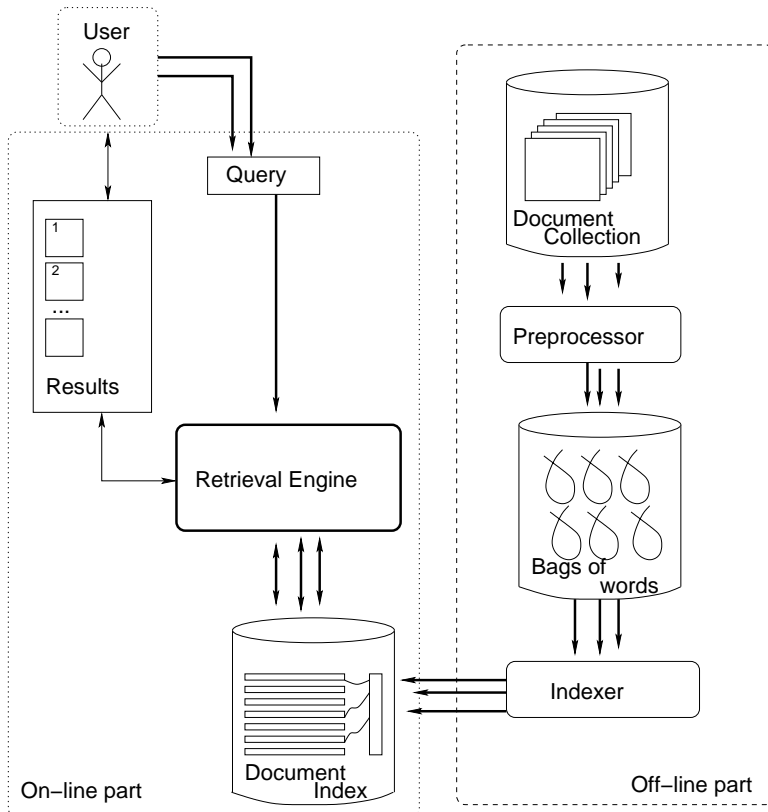 User
Query
1
2
...
Results
Retrieval Engine
Document
Index
On–line part
Document
Collection
Preprocessor
Bags of
words
Indexer
Off–line part